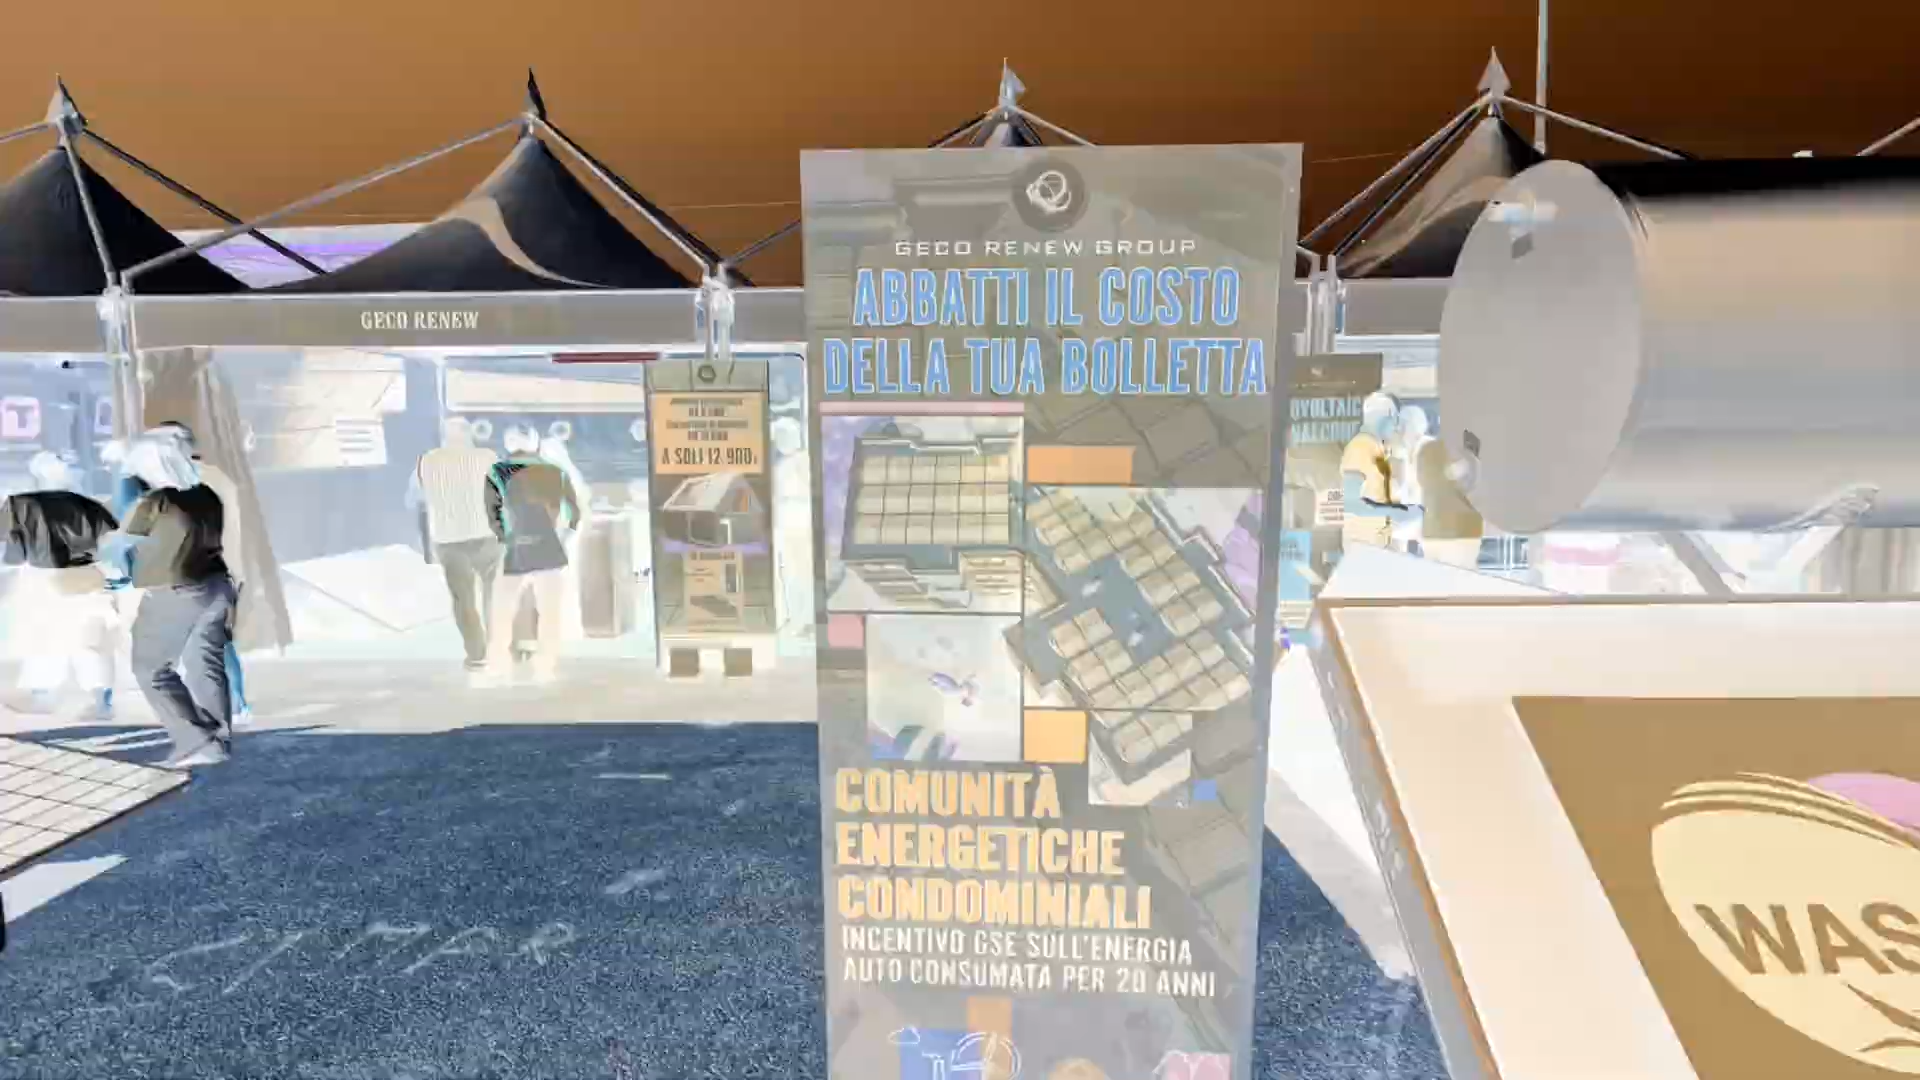 GECO RENEW GROUP
ABBATTI IL COSTO
DELLA TUA BOLLETTA
GECO RENEW
A SOLI 12.900
COMUNITÀ
ENERGETICHE
CONDOMINIALI
INCENTIVO GSE SULL'ENERGIA
AUTO CONSUMATA PER 20 ANNI
WAS